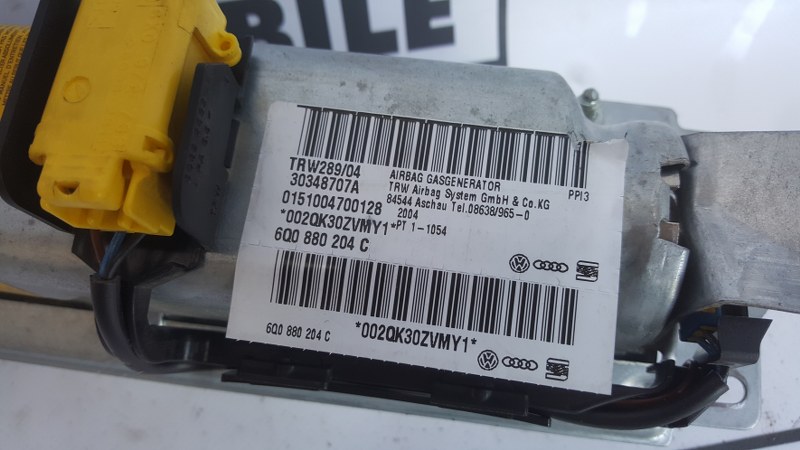 BILE
TRW289/04
30348707A
0151004700128
*002QK30ZVMY1*
6Q0 880 204 C
AIRBAG GASGENERATOR
TRW Airbag System GmbH & Co.KG
84544 Aschau Tel.08638/965-0
2004
PT 1-1054
PPI3
6Q0 880 204 C
*002QK30ZVMY1*